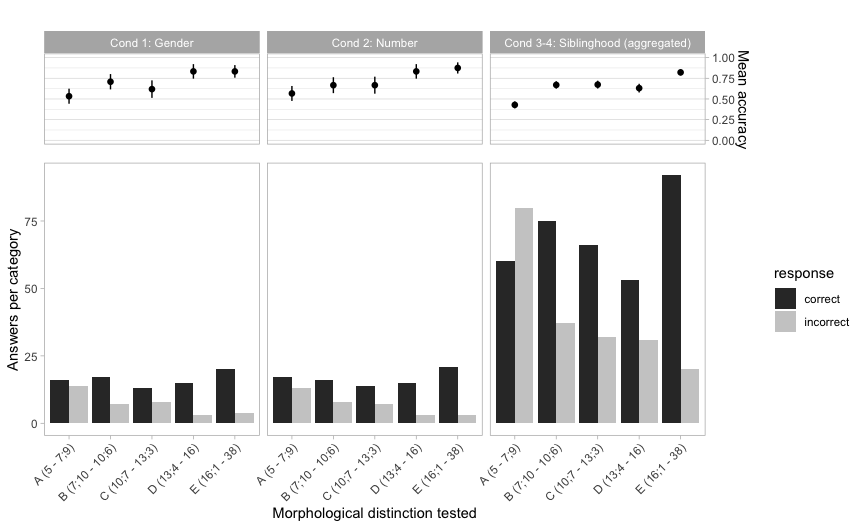 Cond 1: Gender
Cond 2: Number
Cond 3-4: Siblinghood (aggregated)
1.00
0.75
0.50
0.25
0.00
Mean accuracy
Answers per category
75
50
25
0
response
correct
incorrect
A (5 - 7;9)
B (7;10 - 10;6)
C (10;7 - 13;3)
D (13;4 - 16)
E (16;1 - 38)
A (5 - 7;9)
B (7;10 - 10;6)
C (10;7 - 13;3)
D (13;4 - 16)
E (16;1 - 38)
A (5 - 7;9)
B (7;10 - 10;6)
C (10;7 - 13;3)
D (13;4 - 16)
E (16;1 - 38)
Morphological distinction tested